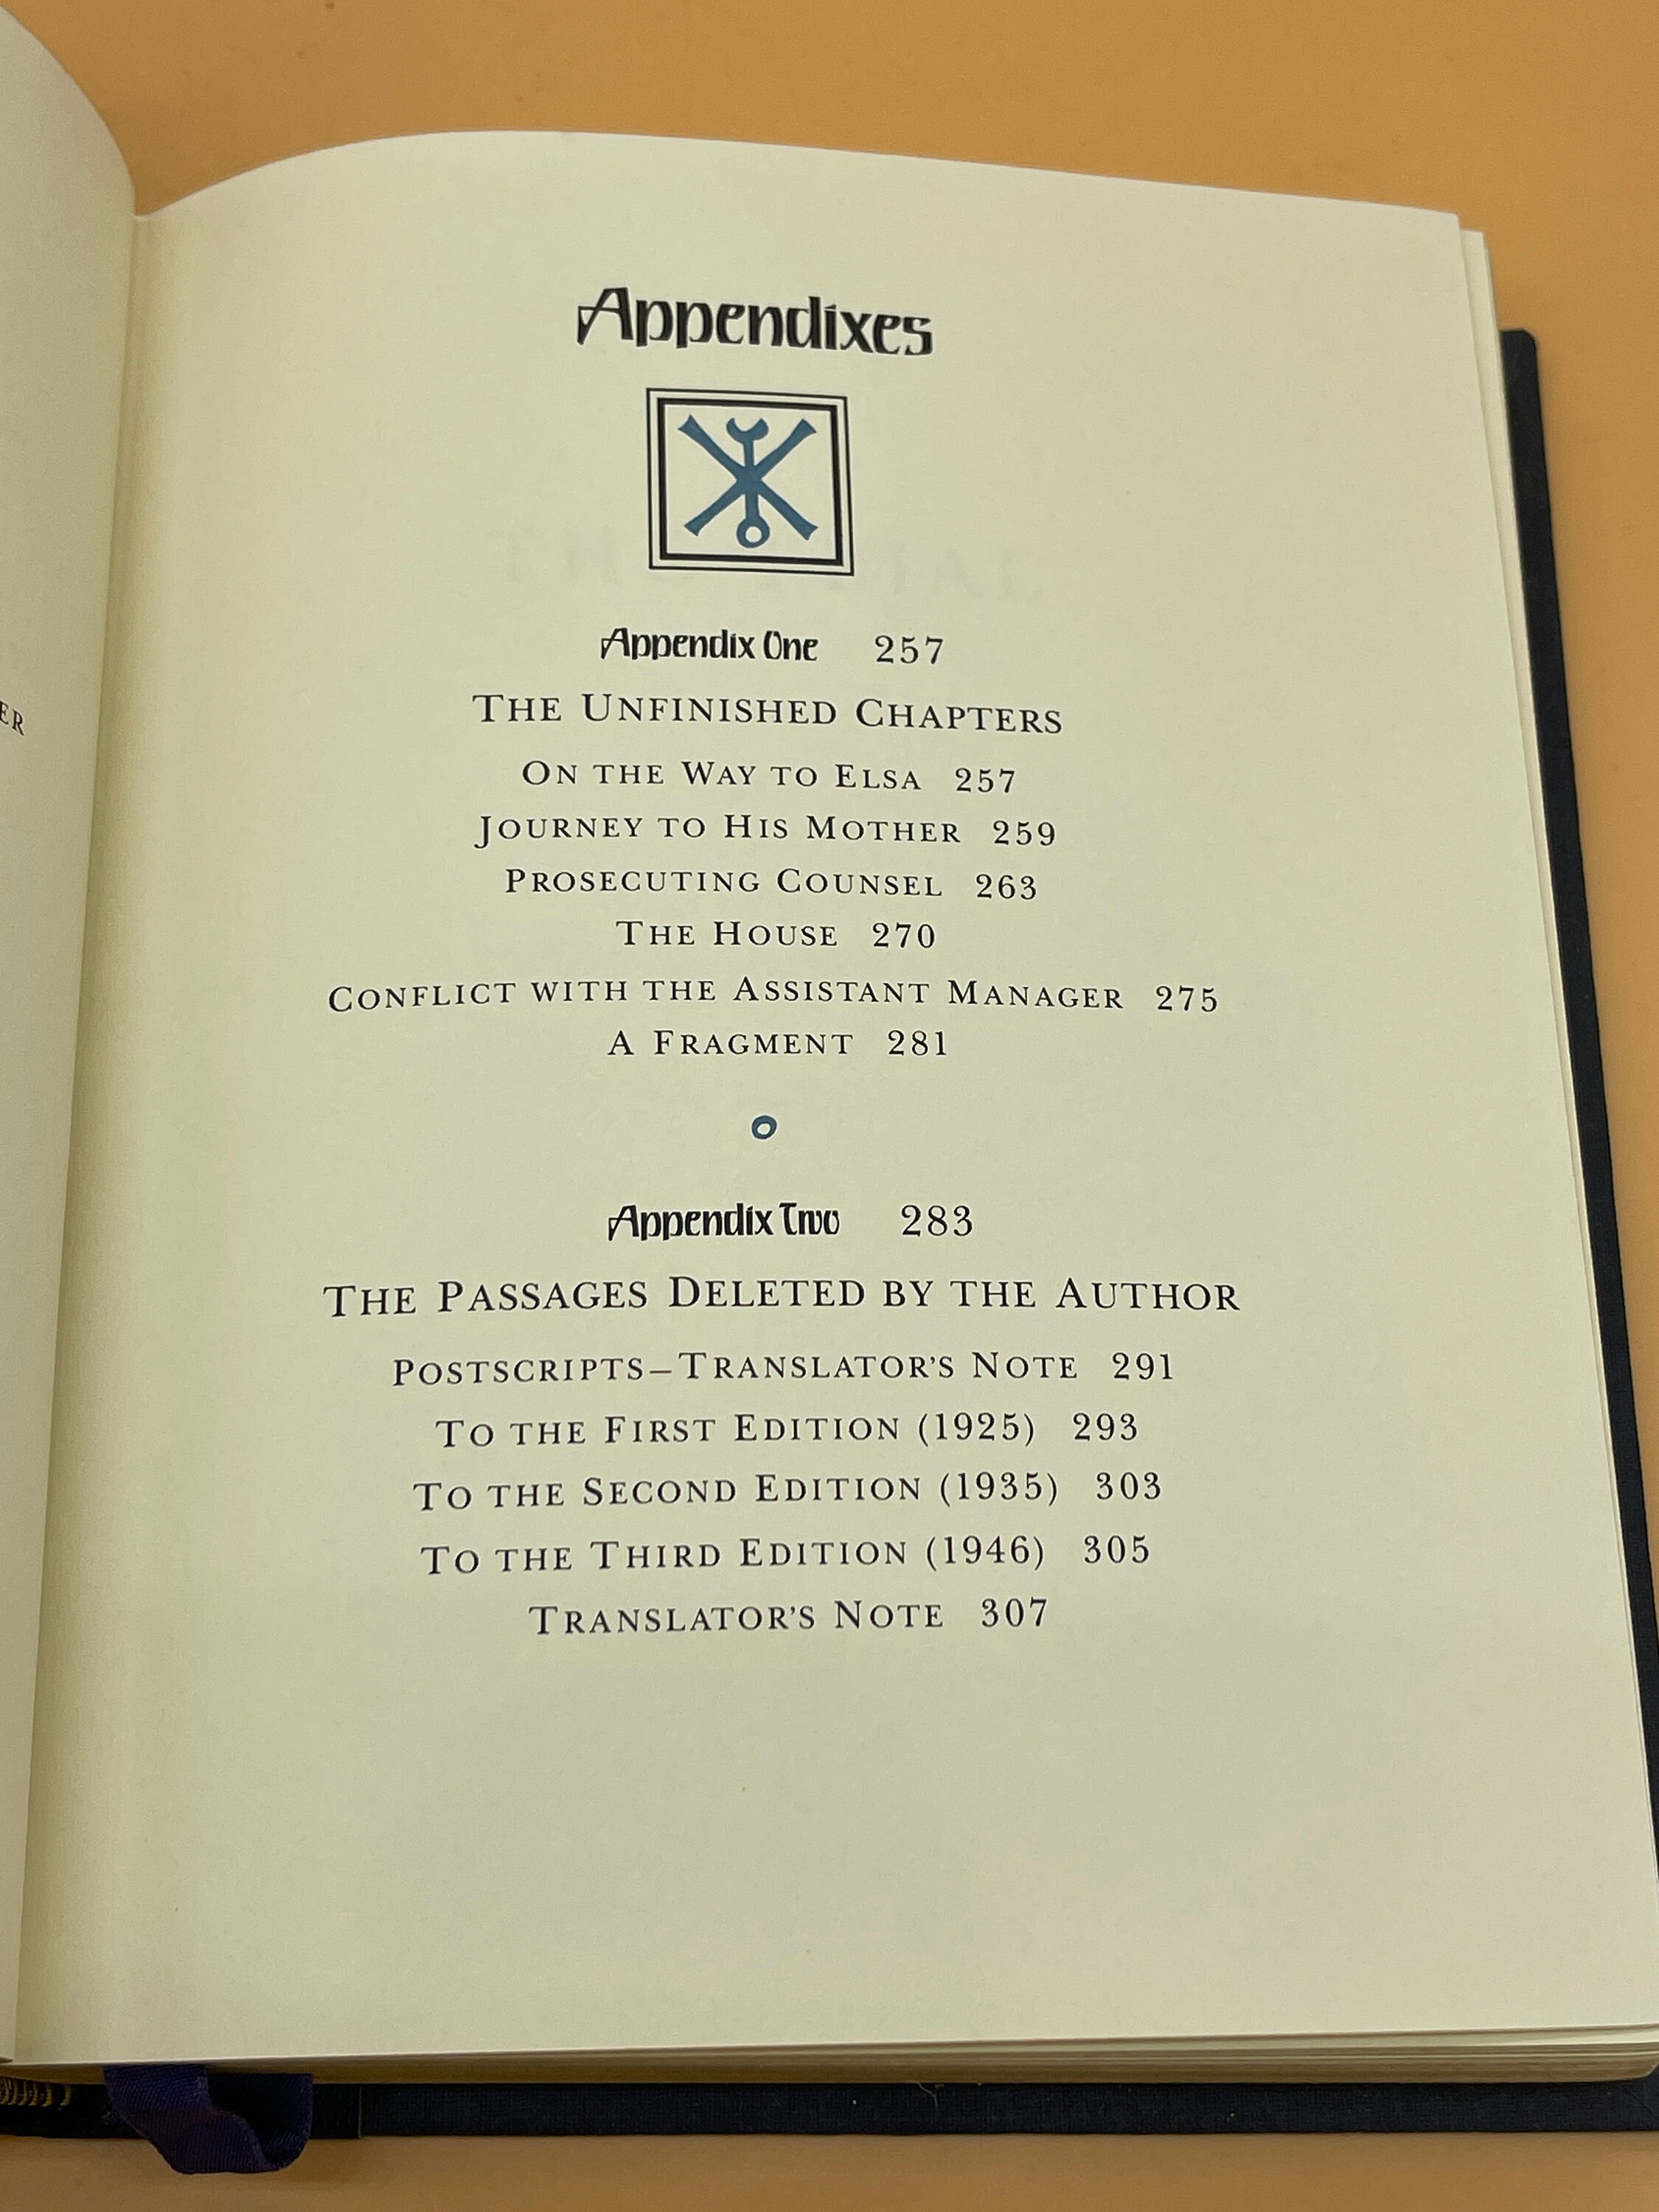 ER
Appendixes
Appendix One 257
THE UNFINISHED CHAPTERS
ON THE WAY TO ELSA 257
JOURNEY TO HIS MOTHER 259
PROSECUTING COUNSEL 263
THE HOUSE 270
CONFLICT WITH THE ASSISTANT MANAGER 275
A FRAGMENT 281
Appendix Two 283
THE PASSAGES DELETED BY THE AUTHOR
POSTSCRIPTS–TRANSLATOR'S NOTE 291
TO THE FIRST EDITION (1925) 293
TO THE SECOND EDITION (1935) 303
TO THE THIRD EDITION (1946) 305
TRANSLATOR'S NOTE 307